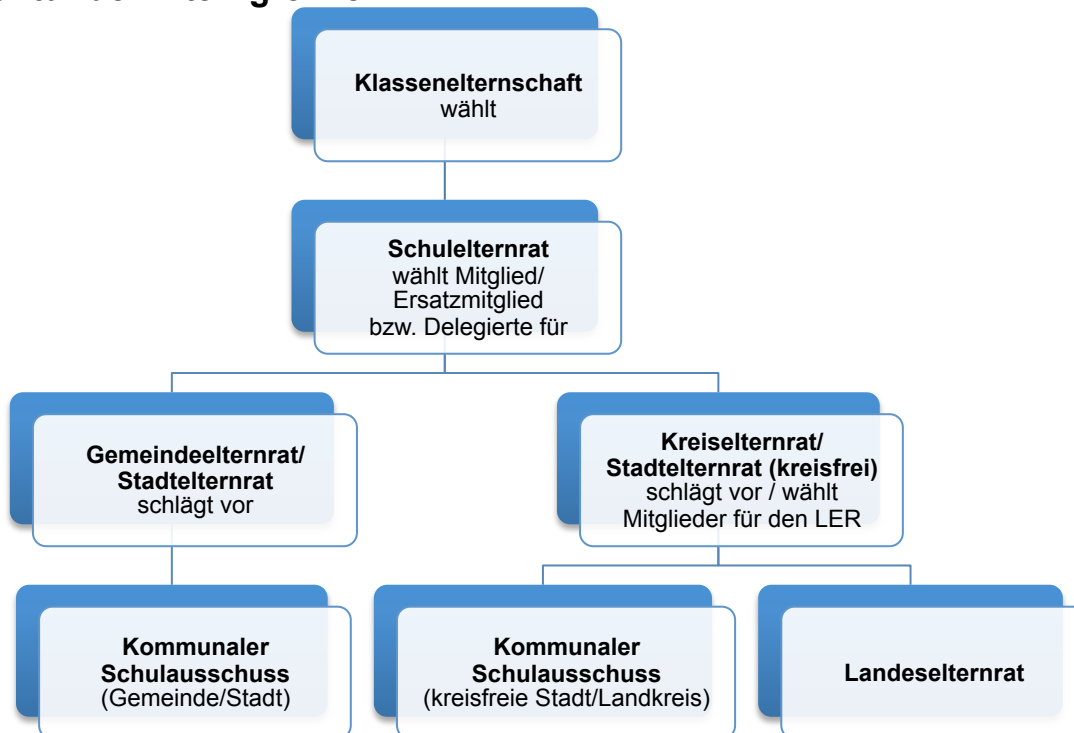 Klassenelternschaft
wählt
Schulelternrat
wählt Mitglied/
Ersatzmitglied
bzw. Delegierte für
Gemeindeelternrat/
Stadtelternrat
schlägt vor
Kreiselternrat/
Stadtelternrat (kreisfrei)
schlägt vor / wählt
Mitglieder für den LER
Kommunaler
Schulausschuss
(Gemeinde/Stadt)
Kommunaler
Schulausschuss
(kreisfreie Stadt/Landkreis)
Landeselternrat